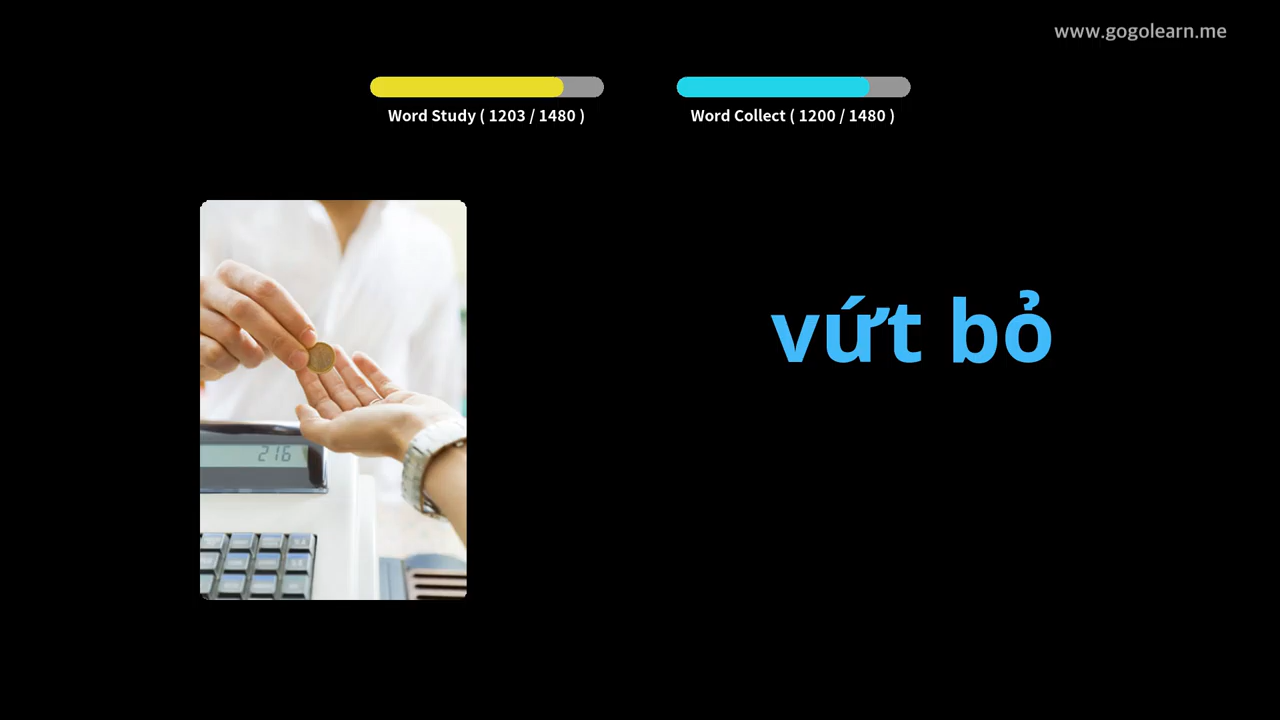 www.gogolearn.me
Word Study ( 1203 / 1480 )
Word Collect ( 1200 / 1480 )
vứt bỏ
216